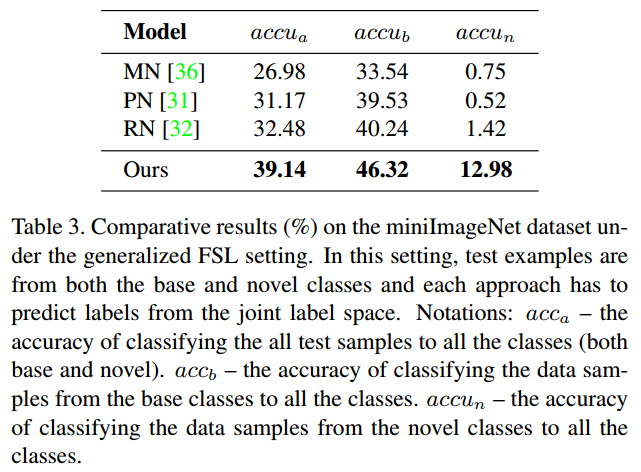 Model accu_a accu_b accu_n
MN [36] 26.98 33.54 0.75
PN [31] 31.17 39.53 0.52
RN [32] 32.48 40.24 1.42
Ours 39.14 46.32 12.98
Table 3. Comparative results (%) on the miniImageNet dataset un-
der the generalized FSL setting. In this setting, test examples are
from both the base and novel classes and each approach has to
predict labels from the joint label space. Notations: acc_a – the
accuracy of classifying the all test samples to all the classes (both
base and novel). acc_b – the accuracy of classifying the data sam-
ples from the base classes to all the classes. accu_n – the accuracy
of classifying the data samples from the novel classes to all the
classes.